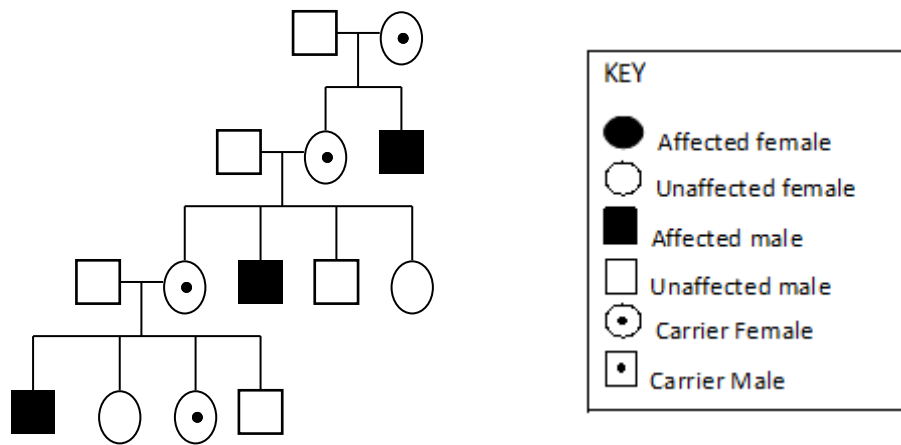 KEY
Affected female
Unaffected female
Affected male
Unaffected male
Carrier Female
Carrier Male